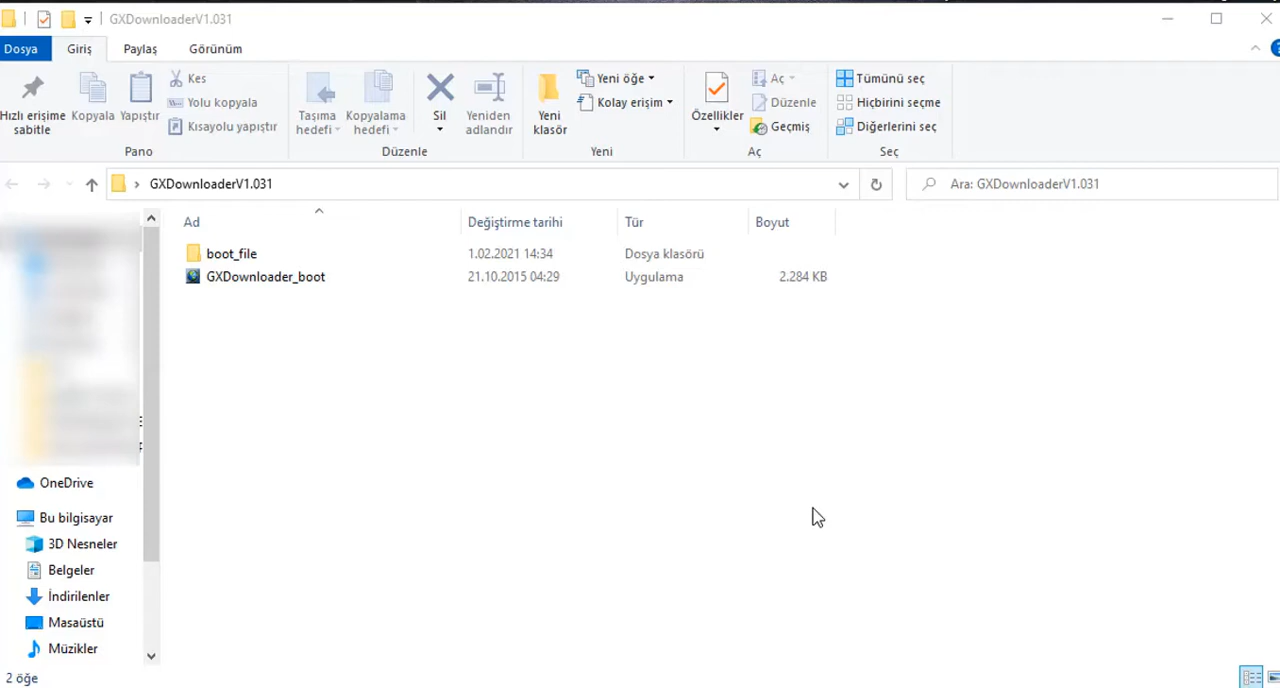 GXDownloaderV1.031
Dosya Giriş Paylaş Görünüm
Hızlı erişime sabitle
Kopyala
Yapıştır
Kes
Yolu kopyala
Kısayolu yapıştır
Pano
Taşıma hedefi
Kopyalama hedefi
Sil
Yeniden adlandır
Düzenle
Yeni klasör
Yeni öğe
Kolay erişim
Yeni
Özellikler
Aç
Düzenle
Geçmiş
Aç
Tümünü seç
Hiçbirini seçme
Diğerlerini seç
Seç
GXDownloaderV1.031
Ara: GXDownloaderV1.031
Ad Değiştirme tarihi Tür Boyut
boot_file 1.02.2021 14:34 Dosya klasörü
GXDownloader_boot 21.10.2015 04:29 Uygulama 2.284 KB
OneDrive
Bu bilgisayar
3D Nesneler
Belgeler
İndirilenler
Masaüstü
Müzikler
2 öğe